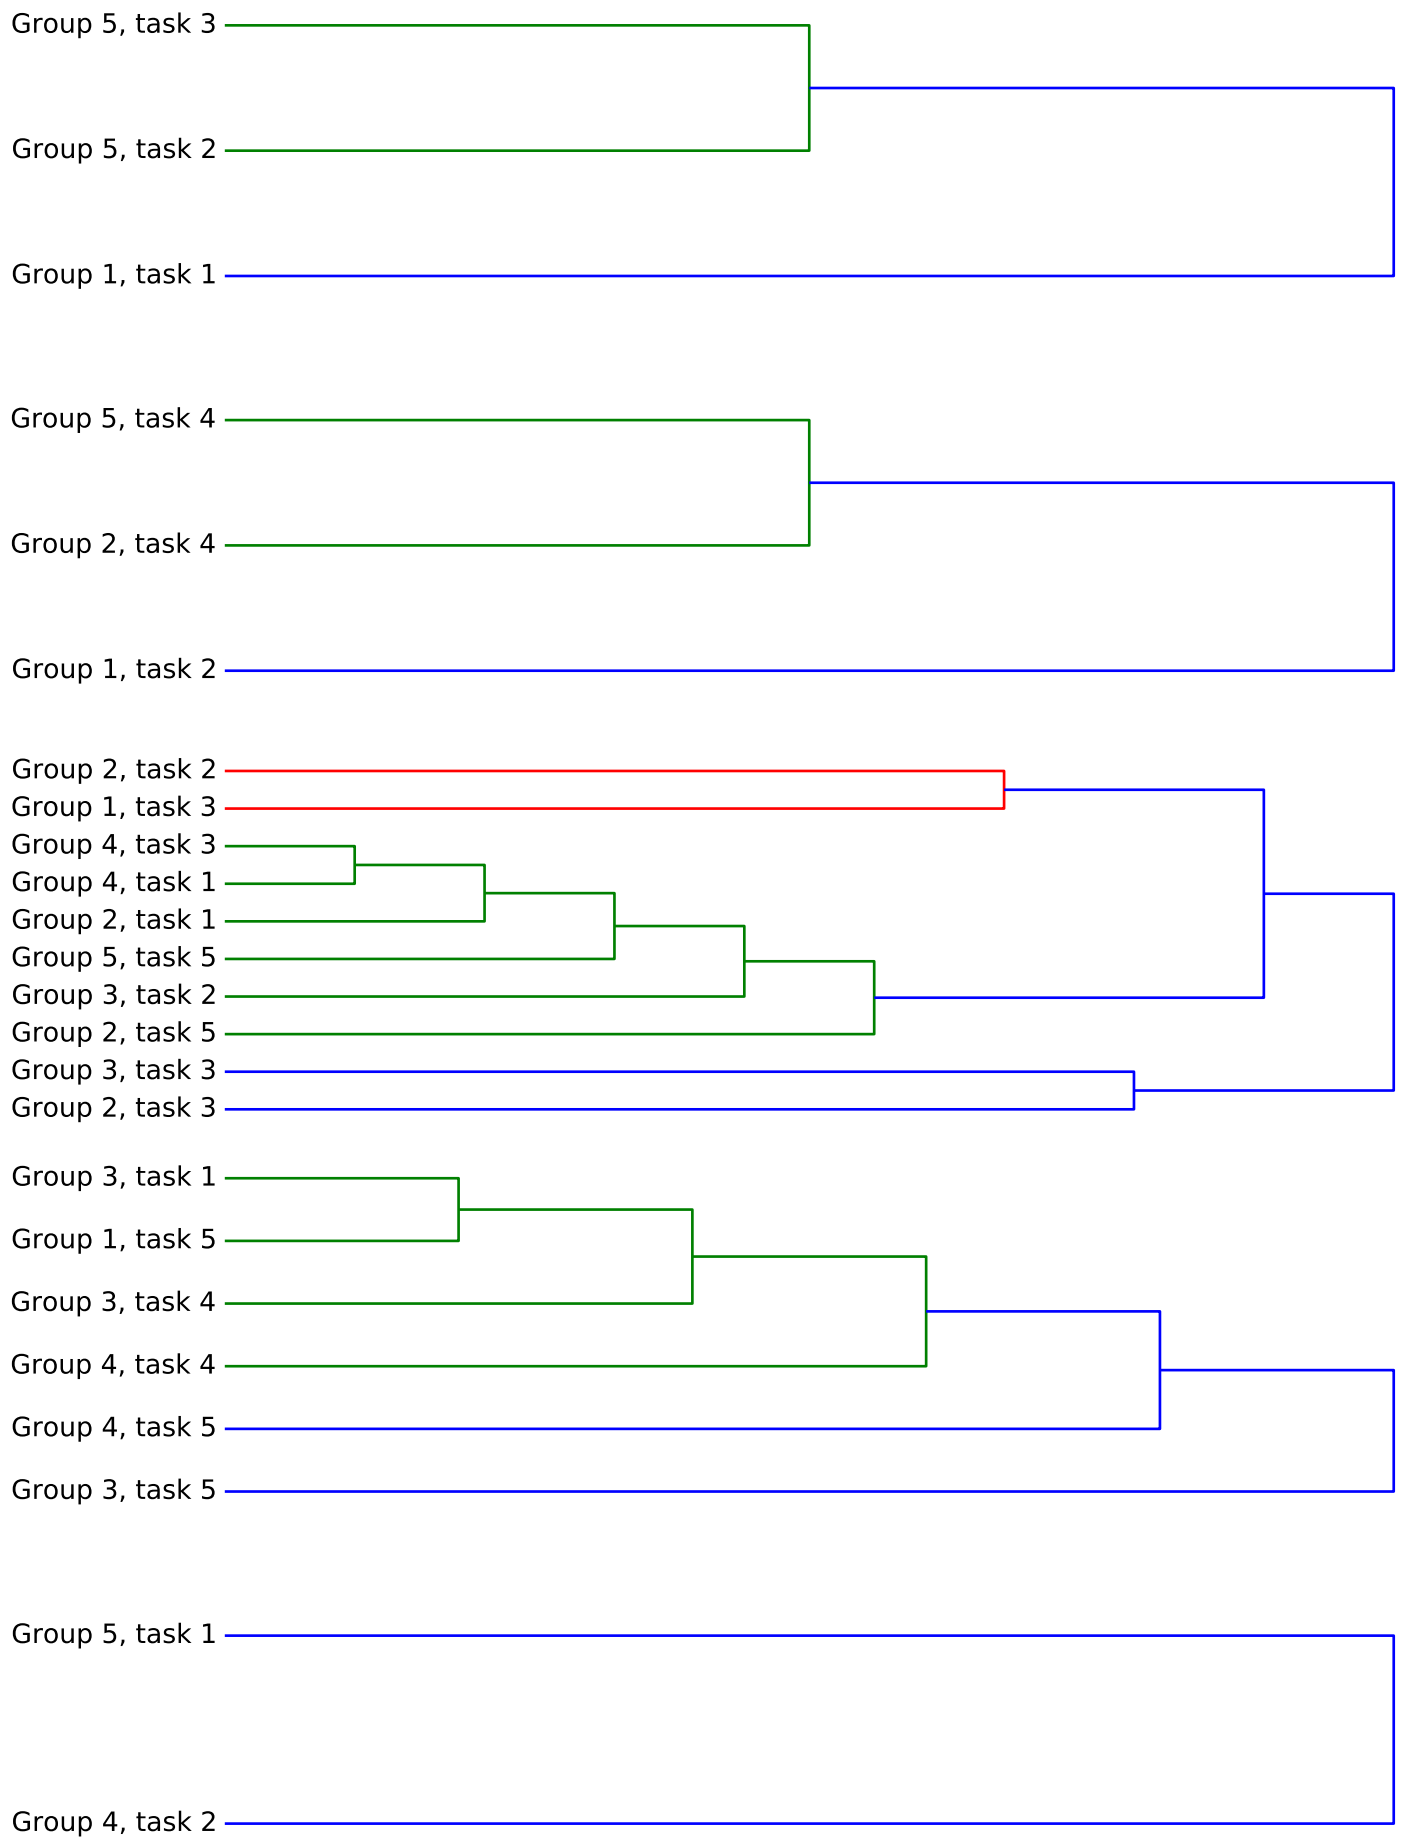 Group 5, task 3
Group 5, task 2
Group 1, task 1
Group 5, task 4
Group 2, task 4
Group 1, task 2
Group 2, task 2
Group 1, task 3
Group 4, task 3
Group 4, task 1
Group 2, task 1
Group 5, task 5
Group 3, task 2
Group 2, task 5
Group 3, task 3
Group 2, task 3
Group 3, task 1
Group 1, task 5
Group 3, task 4
Group 4, task 4
Group 4, task 5
Group 3, task 5
Group 5, task 1
Group 4, task 2